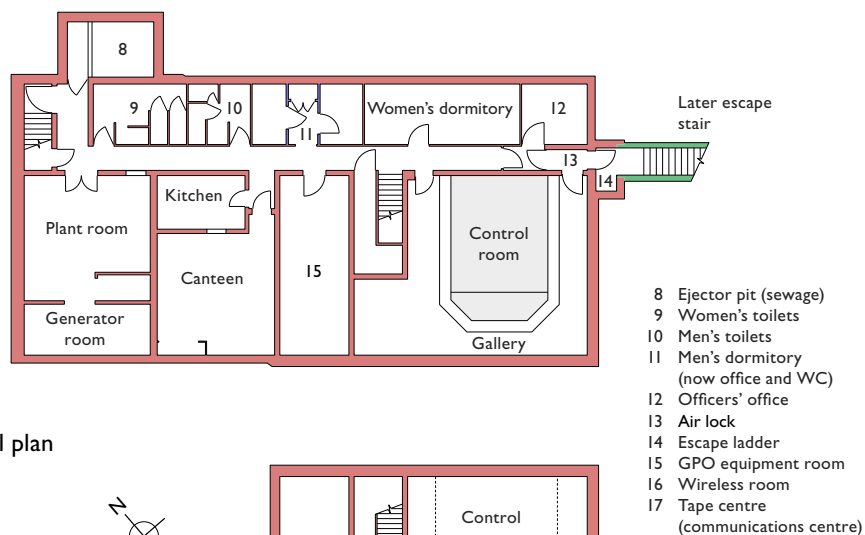 8
9
10
11
Women's dormitory
12
Later escape
stair
13
14
Kitchen
Plant room
Control
room
15
Canteen
Generator
room
Gallery
8 Ejector pit (sewage)
9 Women's toilets
10 Men's toilets
11 Men's dormitory
(now office and WC)
12 Officers' office
13 Air lock
14 Escape ladder
15 GPO equipment room
16 Wireless room
17 Tape centre
(communications centre)
plan
N
Control